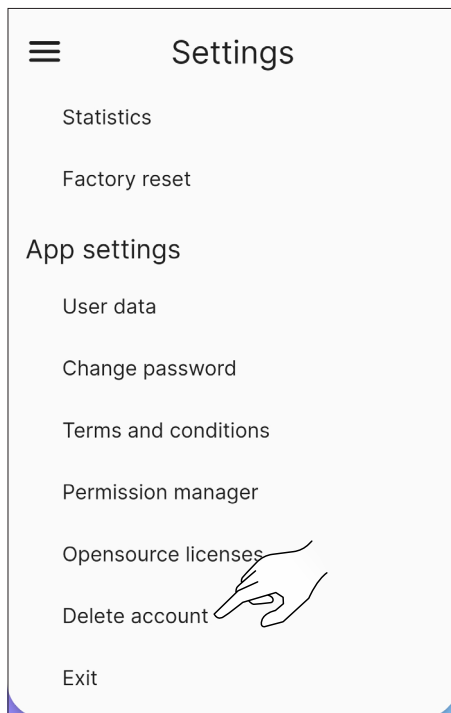 Settings
Statistics
Factory reset
App settings
User data
Change password
Terms and conditions
Permission manager
Opensource licenses
Delete account
Exit